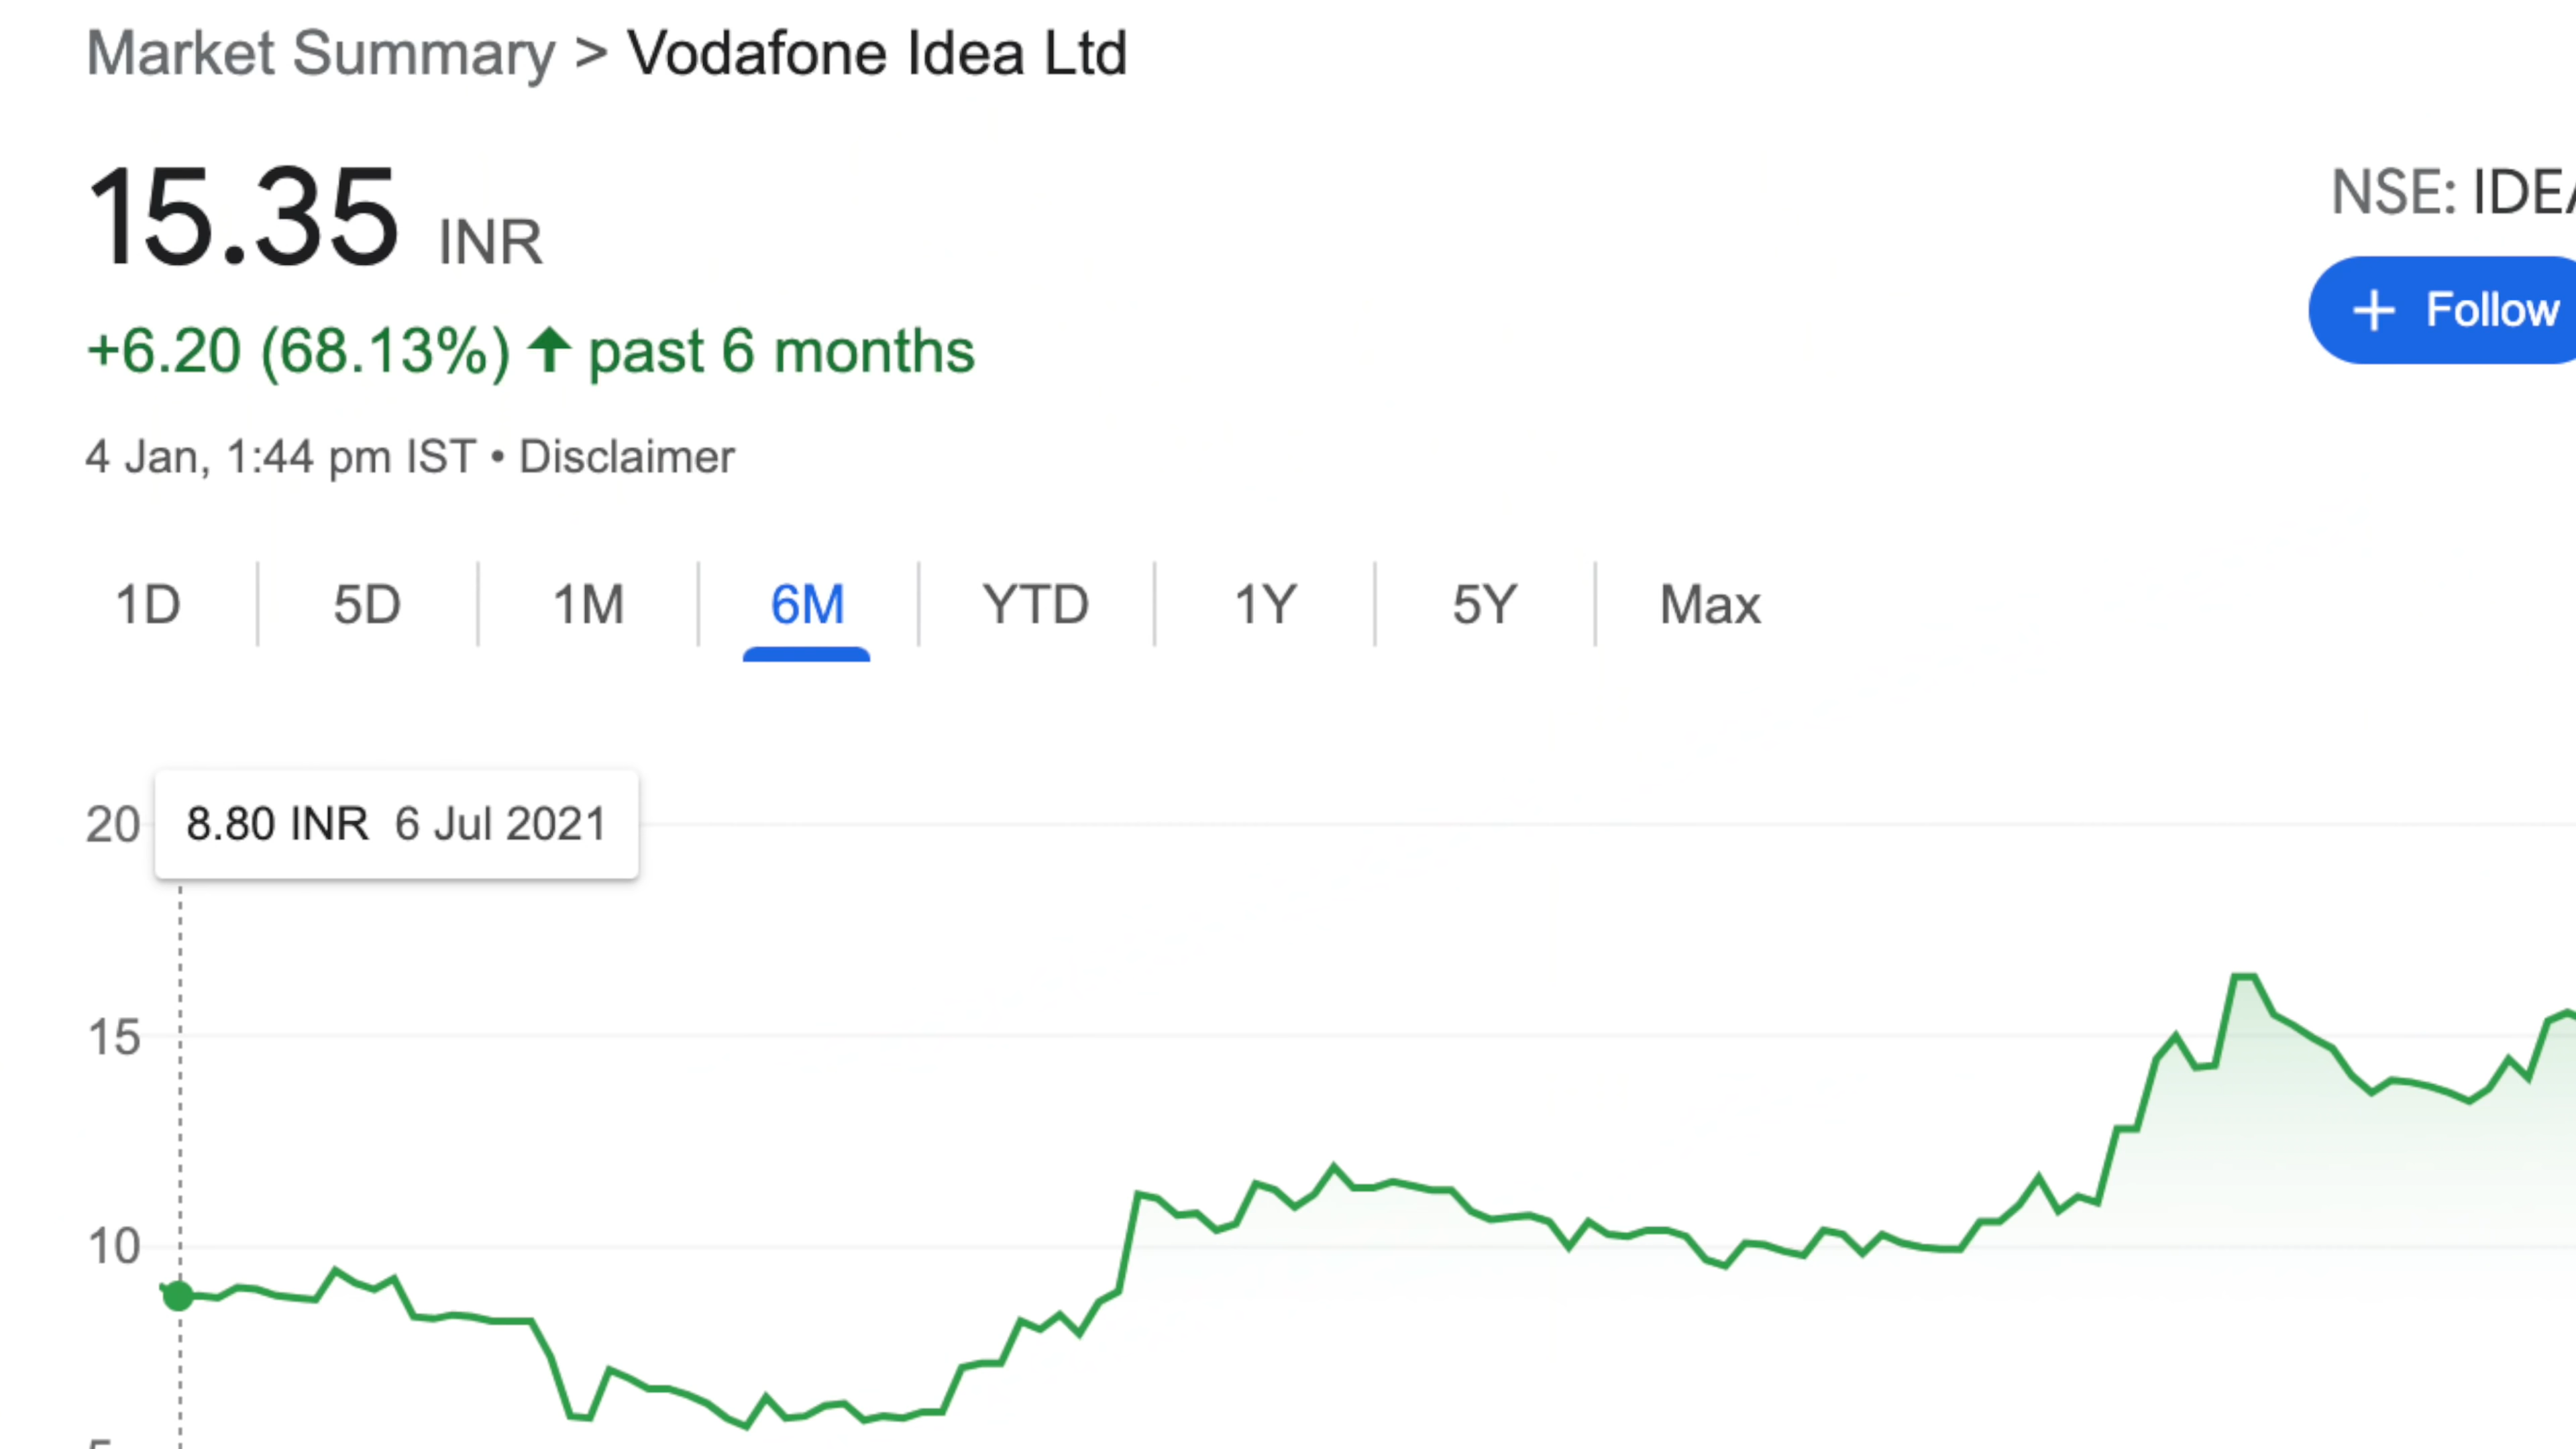 Market Summary > Vodafone Idea Ltd
15.35 INR
NSE: IDEA
+ Follow
+6.20 (68.13%) ↑ past 6 months
4 Jan, 1:44 pm IST • Disclaimer
1D 5D 1M 6M YTD 1Y 5Y Max
20
8.80 INR 6 Jul 2021
15
10